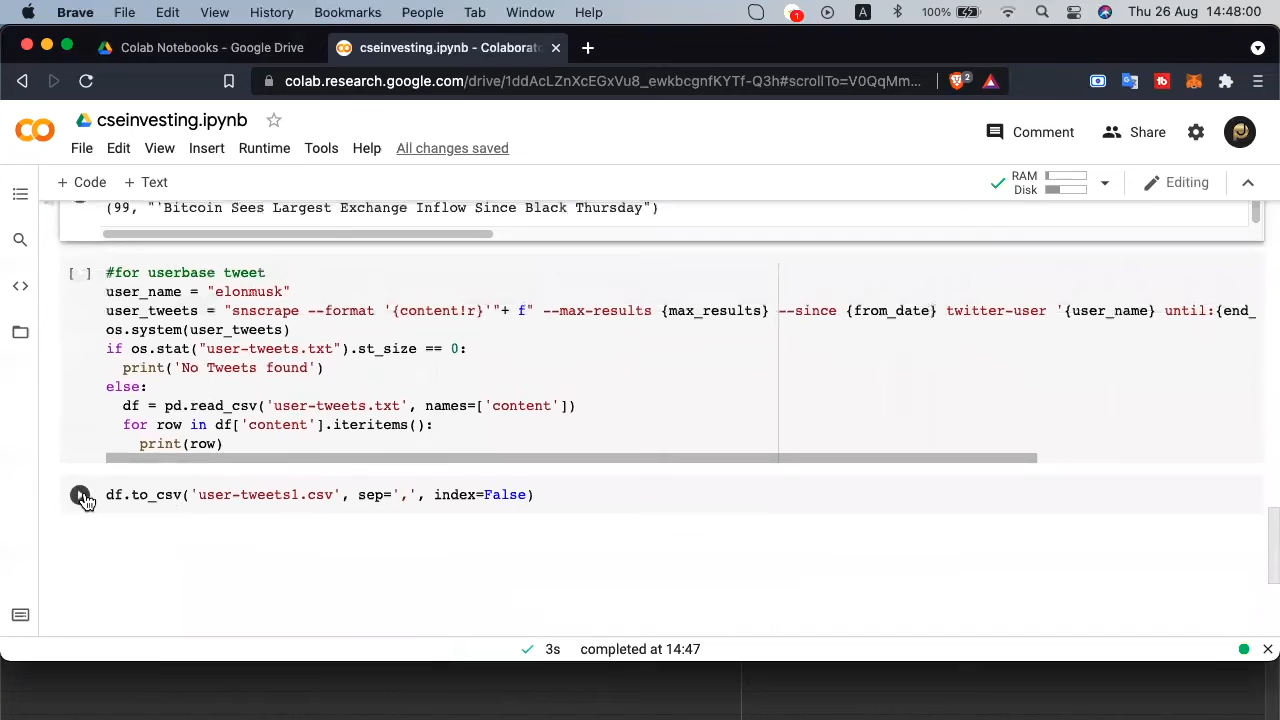 Brave File Edit View History Bookmarks People Tab Window Help 1 A 100% Thu 26 Aug 14:48:00
Colab Notebooks - Google Drive cseinvesting.ipynb - Colaborato
colab.research.google.com/drive/1ddAcLZnXcEGxVu8_ewkbcgnfKYTf-Q3h#scrollTo=V0QqMm... 2
cseinvesting.ipynb
Comment Share
File Edit View Insert Runtime Tools Help All changes saved
+ Code + Text RAM Disk Editing
(99, "'Bitcoin Sees Largest Exchange Inflow Since Black Thursday")
[ ] #for userbase tweet
user_name = "elonmusk"
user_tweets = "snscrape --format '{content!r}'"+ f" --max-results {max_results} --since {from_date} twitter-user '{user_name} until:{end_
os.system(user_tweets)
if os.stat("user-tweets.txt").st_size == 0:
print('No Tweets found')
else:
df = pd.read_csv('user-tweets.txt', names=['content'])
for row in df['content'].iteritems():
print(row)
df.to_csv('user-tweets1.csv', sep=',', index=False)
3s completed at 14:47